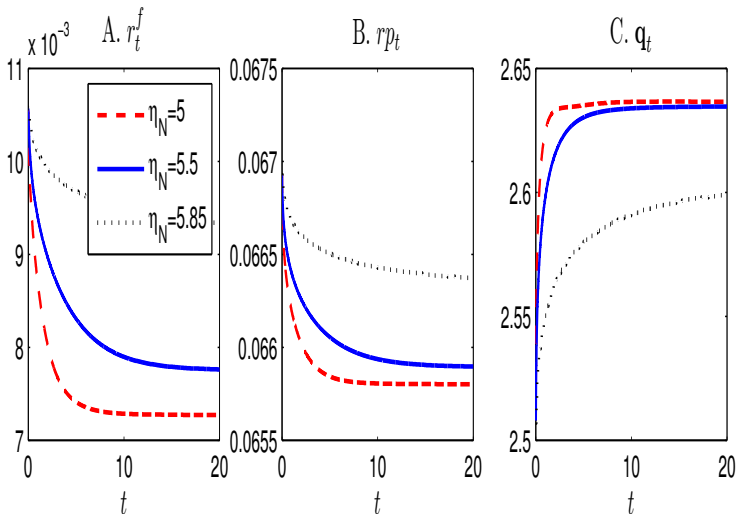 A. r_t^f
B. rp_t
C. q_t
x 10^-3
11
10
9
8
7
0
10
20
t
η_N=5
η_N=5.5
η_N=5.85
0.0675
0.067
0.0665
0.066
0.0655
0
10
20
t
2.65
2.6
2.55
2.5
0
10
20
t